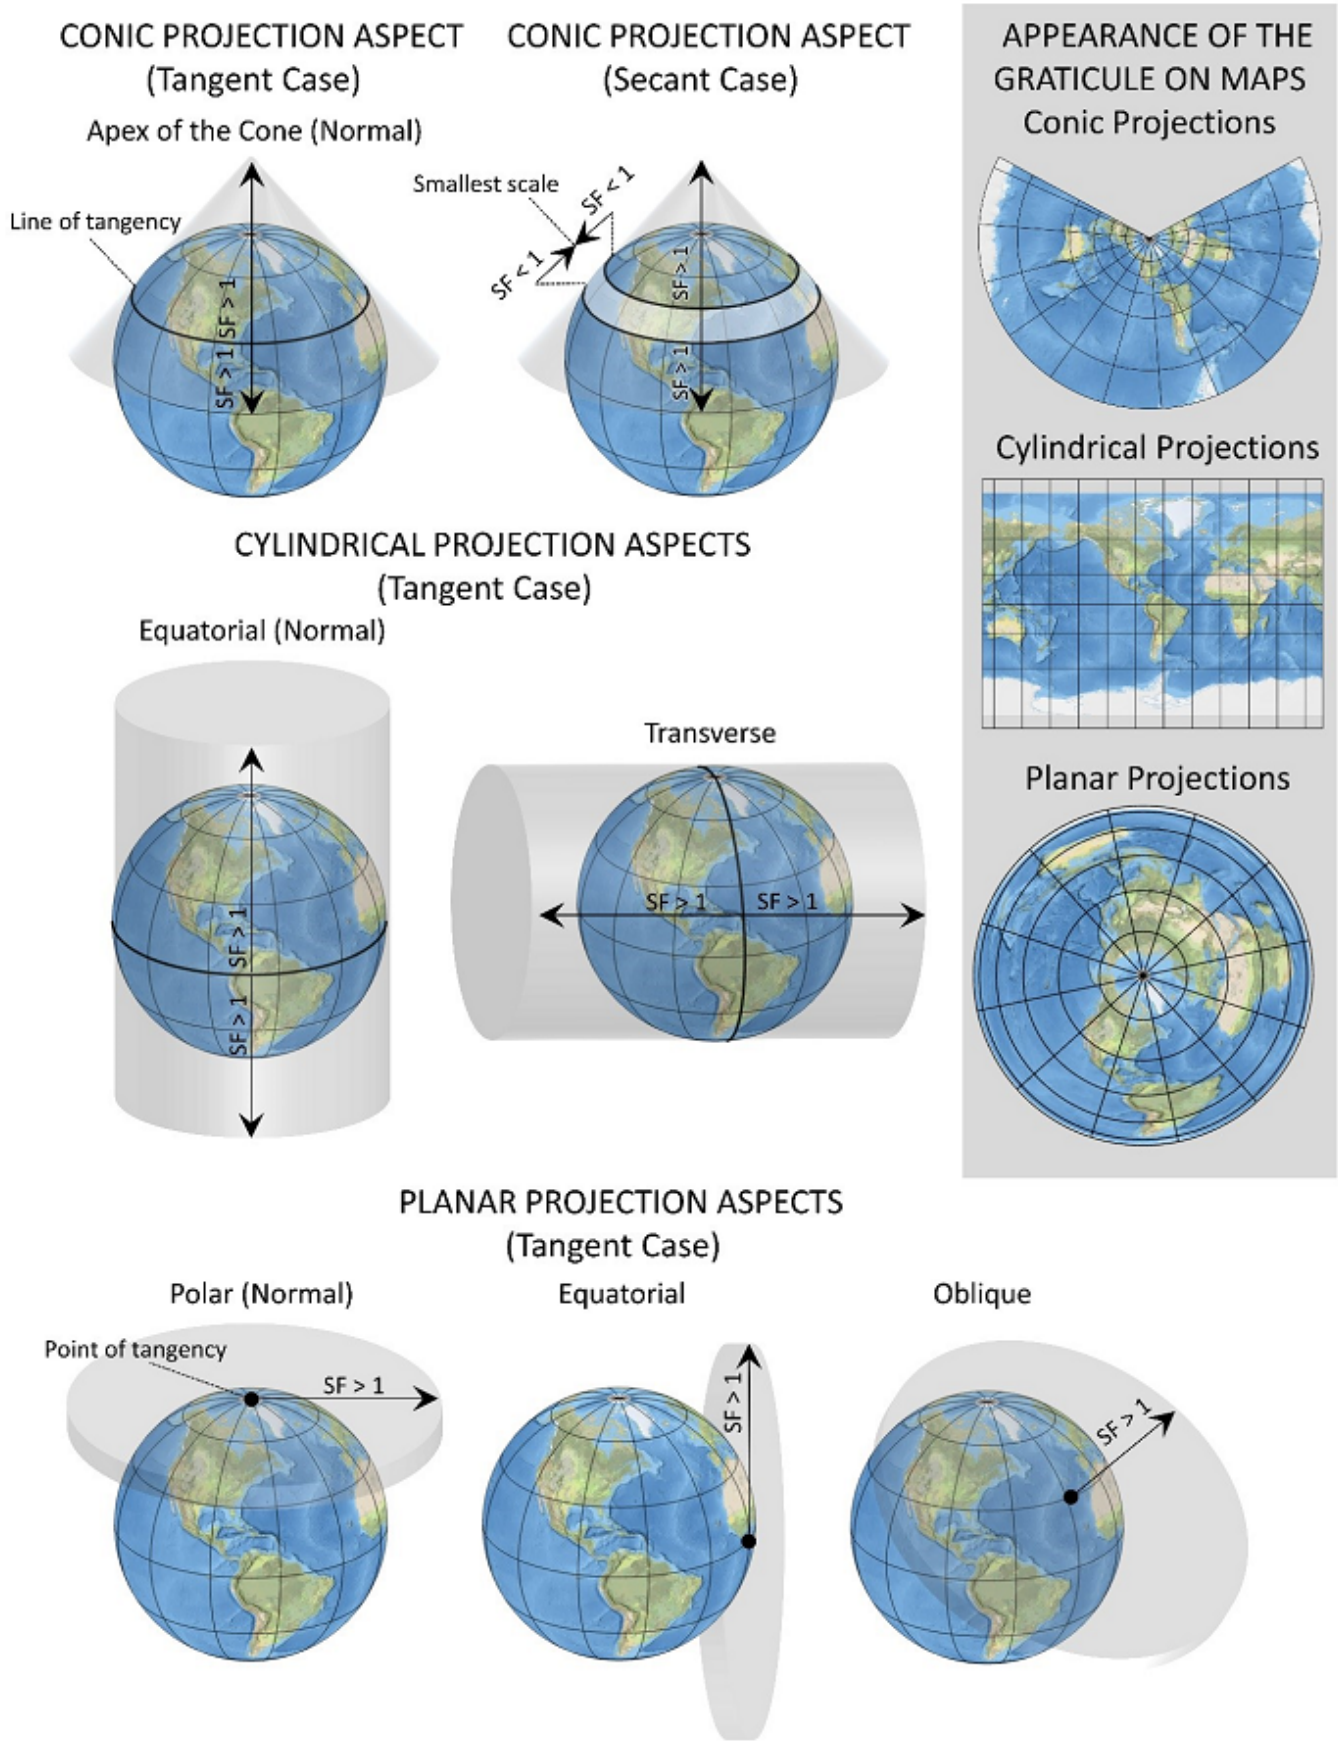 CONIC PROJECTION ASPECT
(Tangent Case)
Apex of the Cone (Normal)
Line of tangency
SF > 1
SF > 1
CONIC PROJECTION ASPECT
(Secant Case)
Smallest scale
SF < 1
SF < 1
SF > 1
SF > 1
APPEARANCE OF THE
GRATICULE ON MAPS
Conic Projections
Cylindrical Projections
Planar Projections
CYLINDRICAL PROJECTION ASPECTS
(Tangent Case)
Equatorial (Normal)
SF > 1
SF > 1
Transverse
SF > 1
SF > 1
PLANAR PROJECTION ASPECTS
(Tangent Case)
Polar (Normal)
Point of tangency
SF > 1
Equatorial
SF > 1
Oblique
SF > 1